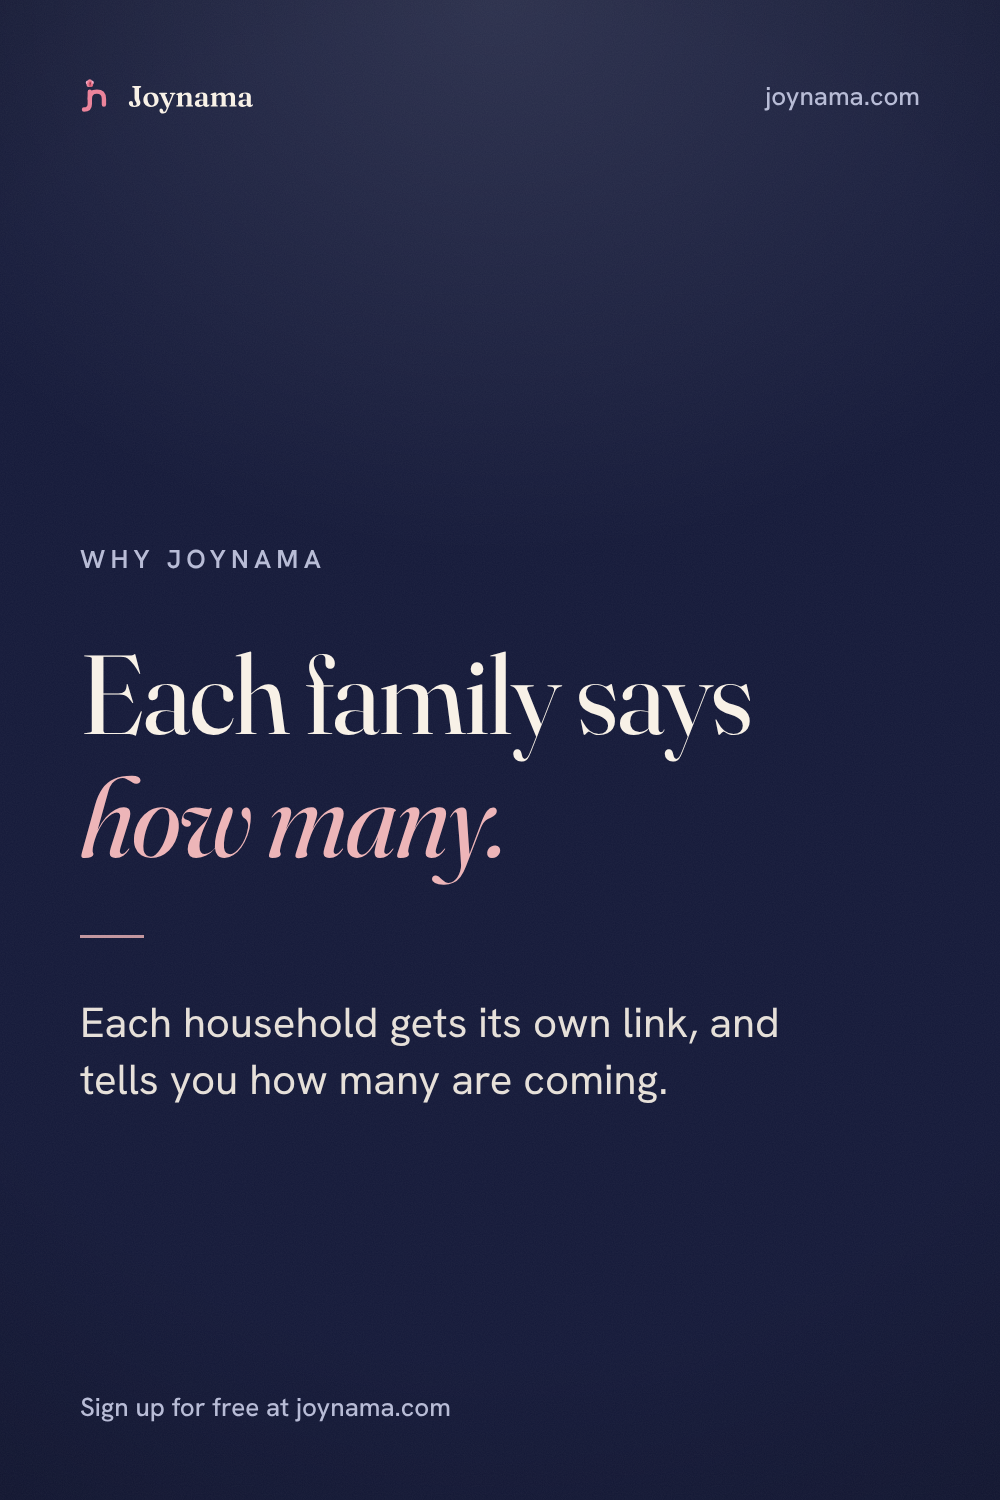 Joynama
joynama.com
WHY JOYNAMA
Each family says
how many.
Each household gets its own link, and
tells you how many are coming.
Sign up for free at joynama.com